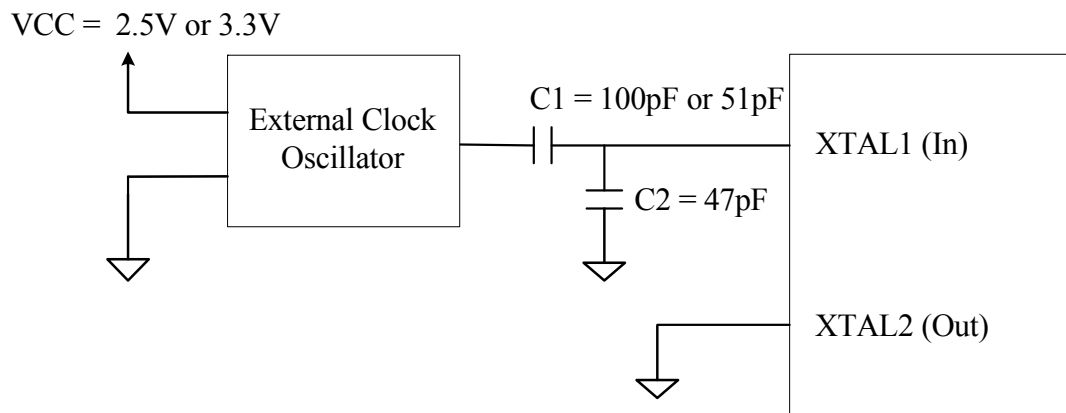 VCC = 2.5V or 3.3V
External Clock
Oscillator
C1 = 100pF or 51pF
C2 = 47pF
XTAL1 (In)
XTAL2 (Out)